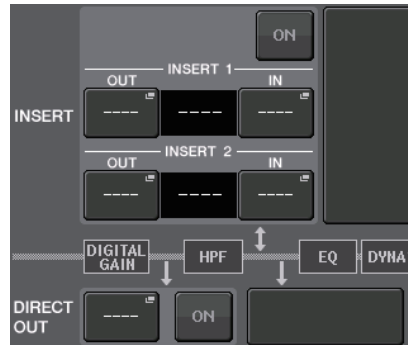 ON
INSERT 1
OUT
IN
INSERT
----
----
----
INSERT 2
OUT
IN
----
----
----
DIGITAL GAIN
HPF
EQ
DYNA
DIRECT OUT
----
ON